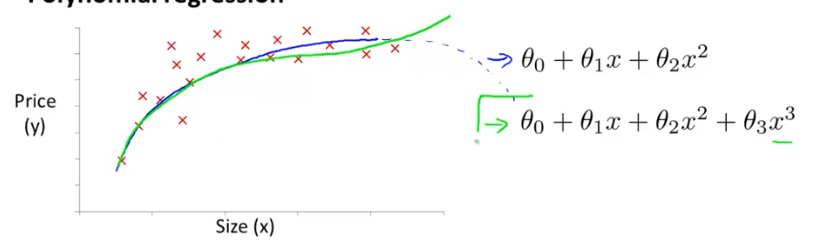 Polynomial regression
Price
(y)
Size (x)
θ₀ + θ₁x + θ₂x²
θ₀ + θ₁x + θ₂x² + θ₃x³